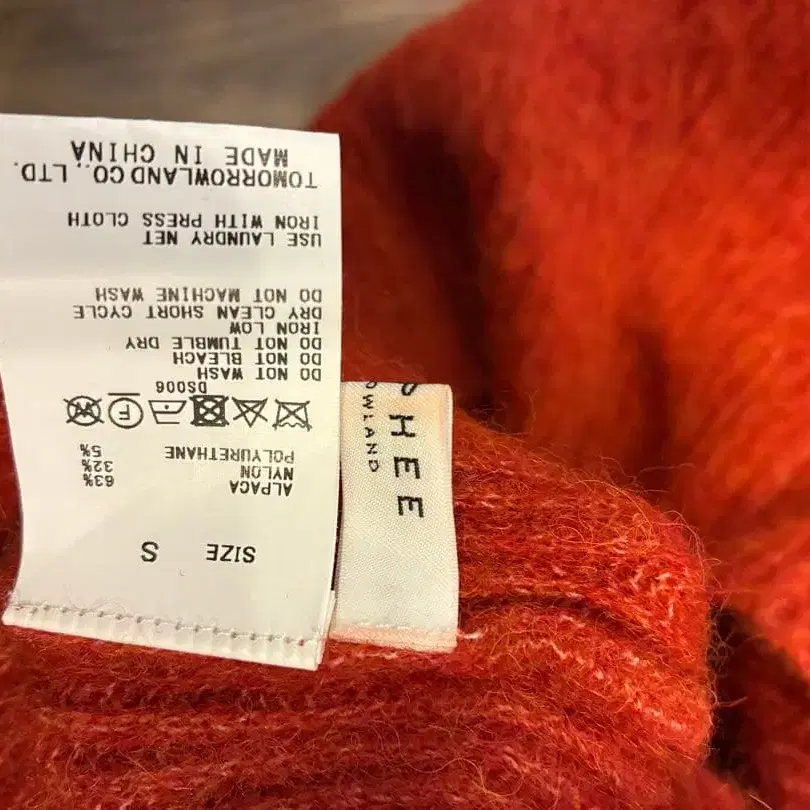 SIZE S
ALPACA 63%
NYLON 32%
POLYURETHANE 5%
DS006
DO NOT WASH
DO NOT BLEACH
DO NOT TUMBLE DRY
IRON LOW
DRY CLEAN SHORT CYCLE
DO NOT MACHINE WASH
USE LAUNDRY NET
IRON WITH PRESS CLOTH
TOMORROWLAND CO., LTD.
MADE IN CHINA
HEE
OWLAND